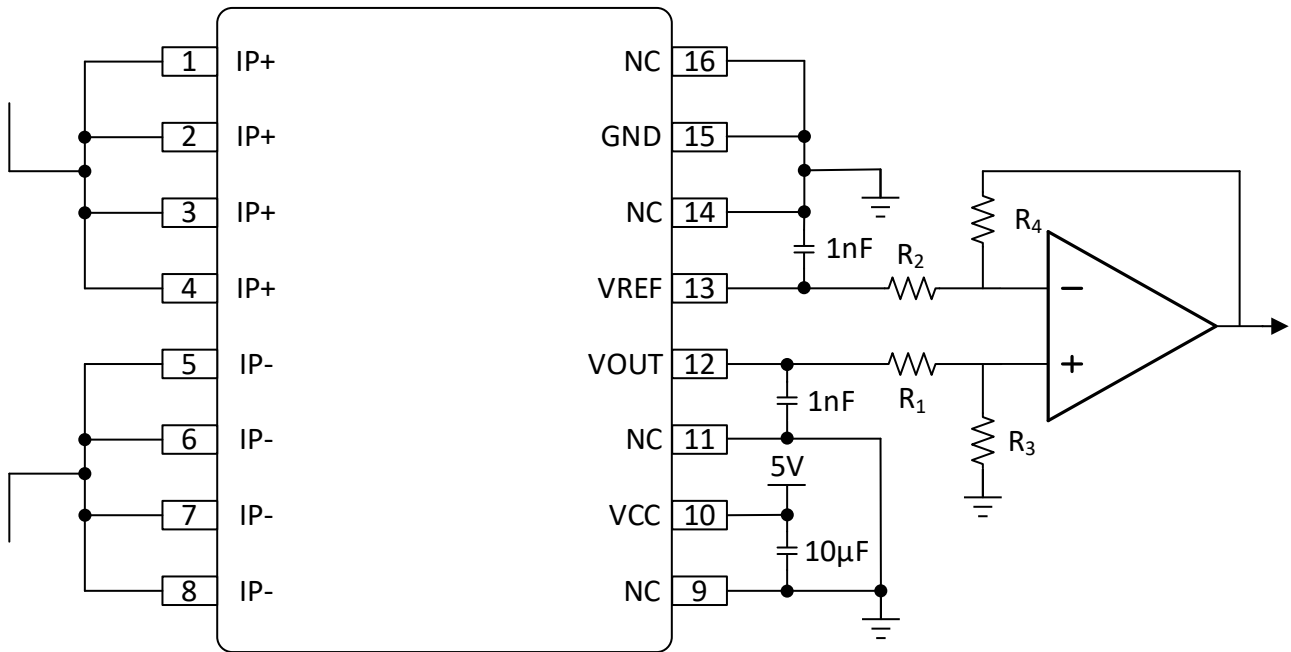 1 IP+ NC 16
2 IP+ GND 15
3 IP+ NC 14
1nF
R₄
4 IP+ VREF 13
R₂
5 IP- VOUT 12
1nF
R₁
6 IP- NC 11
R₃
5V
7 IP- VCC 10
10µF
8 IP- NC 9